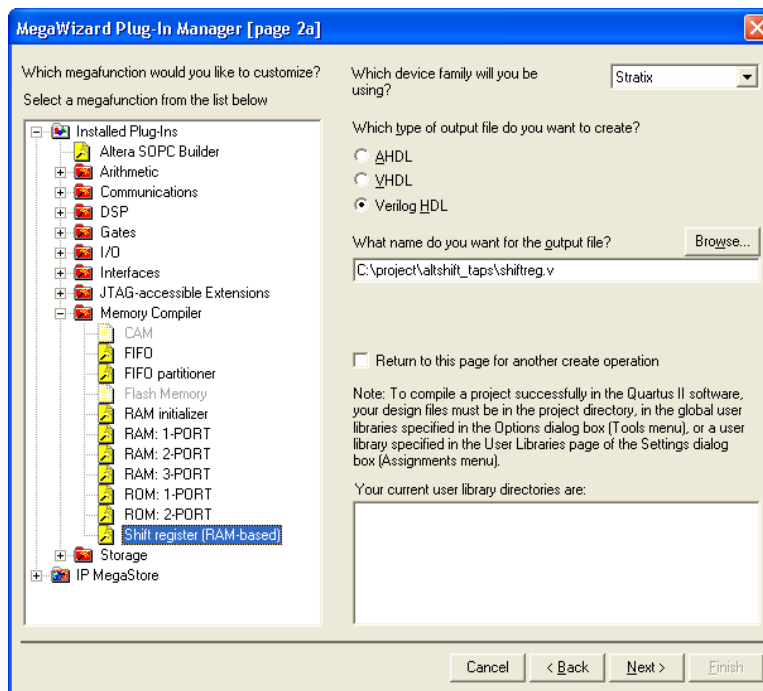 MegaWizard Plug-In Manager [page 2a]
Which megafunction would you like to customize?
Select a megafunction from the list below
Installed Plug-Ins
Altera SOPC Builder
Arithmetic
Communications
DSP
Gates
I/O
Interfaces
JTAG-accessible Extensions
Memory Compiler
CAM
FIFO
FIFO partitioner
Flash Memory
RAM initializer
RAM: 1-PORT
RAM: 2-PORT
RAM: 3-PORT
ROM: 1-PORT
ROM: 2-PORT
Shift register (RAM-based)
Storage
IP MegaStore
Which device family will you be
using?
Stratix
Which type of output file do you want to create?
AHDL
VHDL
Verilog HDL
What name do you want for the output file?
Browse...
C:\project\altshift_taps\shiftreg.v
Return to this page for another create operation
Note: To compile a project successfully in the Quartus II software,
your design files must be in the project directory, in the global user
libraries specified in the Options dialog box (Tools menu), or a user
library specified in the User Libraries page of the Settings dialog
box (Assignments menu).
Your current user library directories are:
Cancel
< Back
Next >
Finish